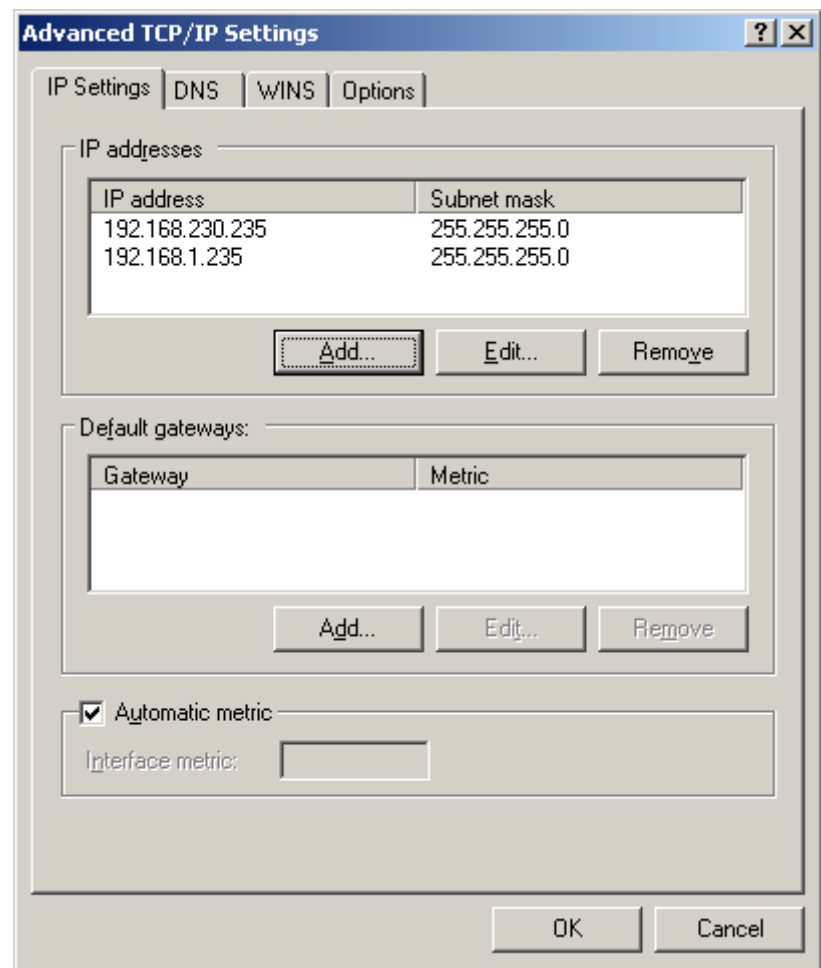 Advanced TCP/IP Settings
IP Settings DNS WINS Options
IP addresses
IP address Subnet mask
192.168.230.235 255.255.255.0
192.168.1.235 255.255.255.0
Add... Edit... Remove
Default gateways:
Gateway Metric
Add... Edit... Remove
Automatic metric
Interface metric:
OK Cancel